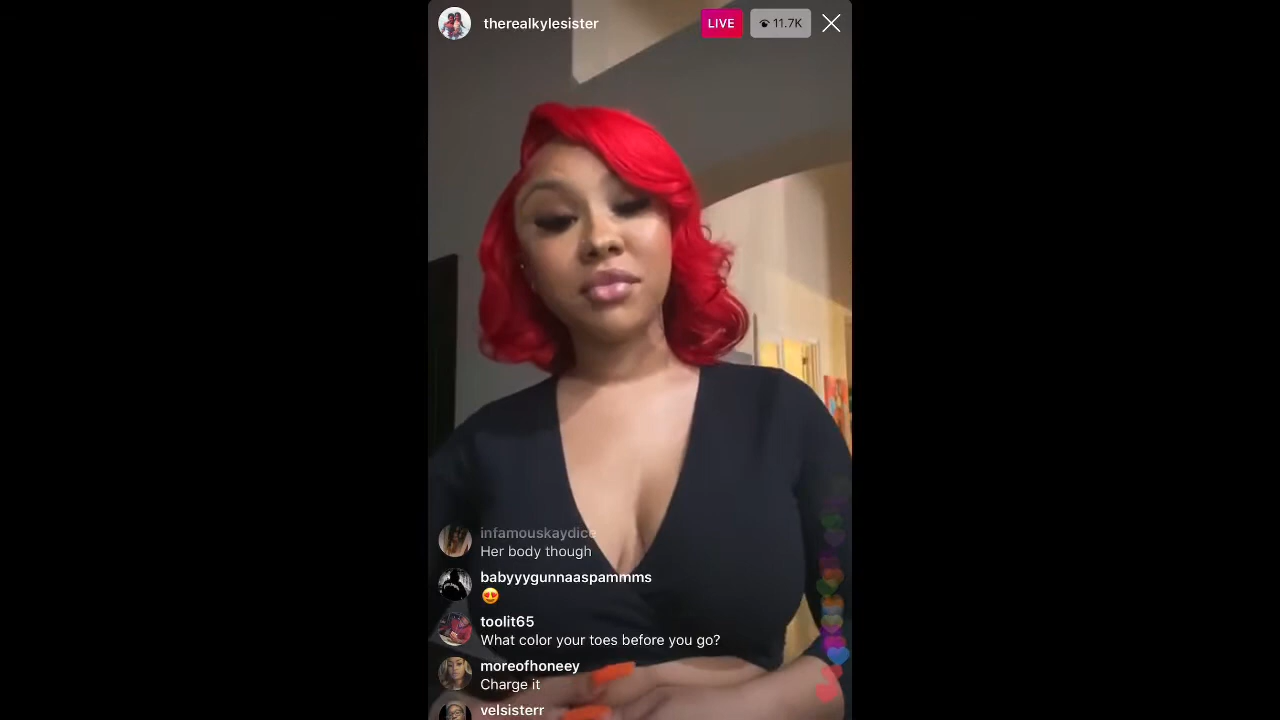 therealkylesister
LIVE
11.7K
infamouskaydice
Her body though
babyyygunnaaspammms
😍
toolit65
What color your toes before you go?
moreofhoneey
Charge it
velsisterr